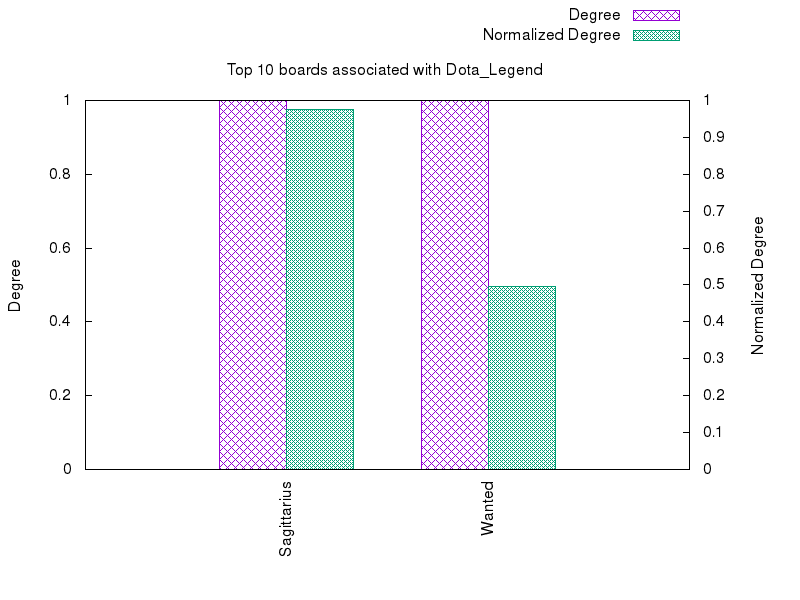 Degree
Normalized Degree
Top 10 boards associated with Dota_Legend
1
0.8
0.6
0.4
0.2
0
Degree
1
0.9
0.8
0.7
0.6
0.5
0.4
0.3
0.2
0.1
0
Normalized Degree
Sagittarius
Wanted